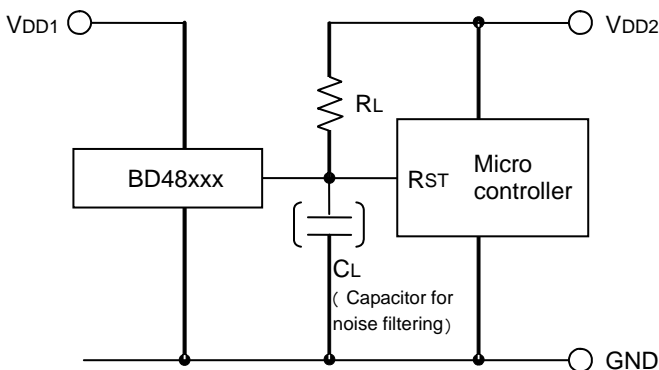 VDD1
VDD2
RL
BD48xxx
RST
Micro
controller
CL
( Capacitor for
noise filtering)
GND